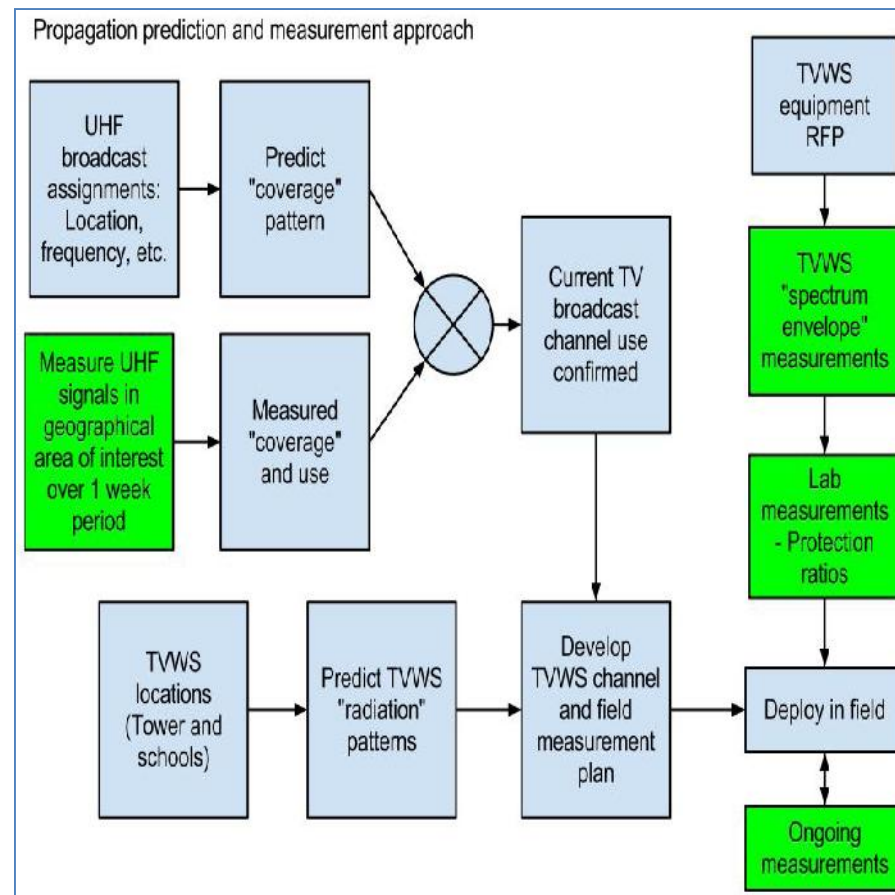 Propagation prediction and measurement approach
UHF
broadcast
assignments:
Location,
frequency, etc.
Predict
"coverage"
pattern
TVWS
equipment
RFP
Current TV
broadcast
channel use
confirmed
TVWS
"spectrum
envelope"
measurements
Measure UHF
signals in
geographical
area of interest
over 1 week
period
Measured
"coverage"
and use
Lab
measurements
- Protection
ratios
TVWS
locations
(Tower and
schools)
Predict TVWS
"radiation"
patterns
Develop
TVWS channel
and field
measurement
plan
Deploy in field
Ongoing
measurements